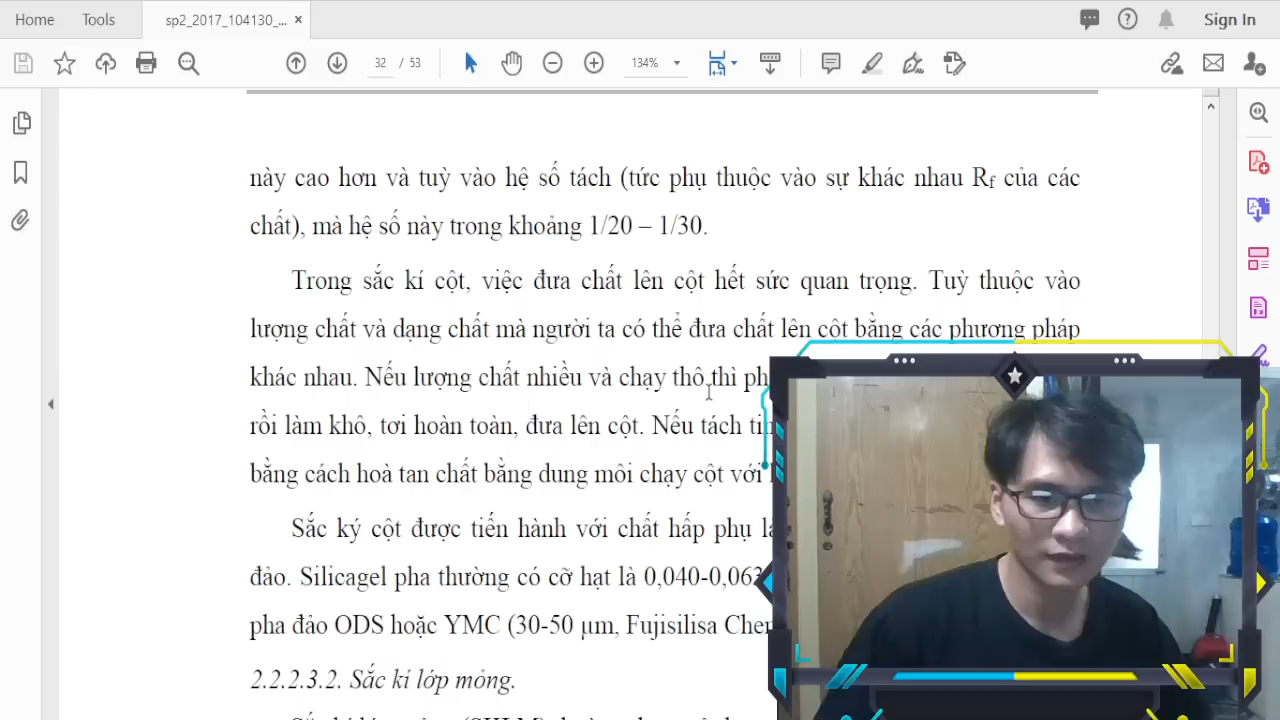 Home Tools sp2_2017_104130_... × Sign In
32 / 53 134%
này cao hơn và tuỳ vào hệ số tách (tức phụ thuộc vào sự khác nhau Rf của các
chất), mà hệ số này trong khoảng 1/20 – 1/30.
Trong sắc kí cột, việc đưa chất lên cột hết sức quan trọng. Tuỳ thuộc vào
lượng chất và dạng chất mà người ta có thể đưa chất lên cột bằng các phương pháp
khác nhau. Nếu lượng chất nhiều và chạy thô thì ph
rồi làm khô, tơi hoàn toàn, đưa lên cột. Nếu tách
bằng cách hoà tan chất bằng dung môi chạy cột với
Sắc ký cột được tiến hành với chất hấp phụ
đảo. Silicagel pha thường có cỡ hạt là 0,040-0,063
pha đảo ODS hoặc YMC (30-50 µm, Fujisilisa Chem
2.2.2.3.2. Sắc kí lớp mỏng.